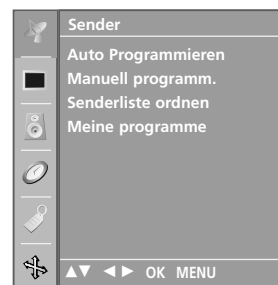 Sender
Auto Programmieren
Manuell programm.
Senderliste ordnen
Meine programme
▲▼ ◄► OK MENU